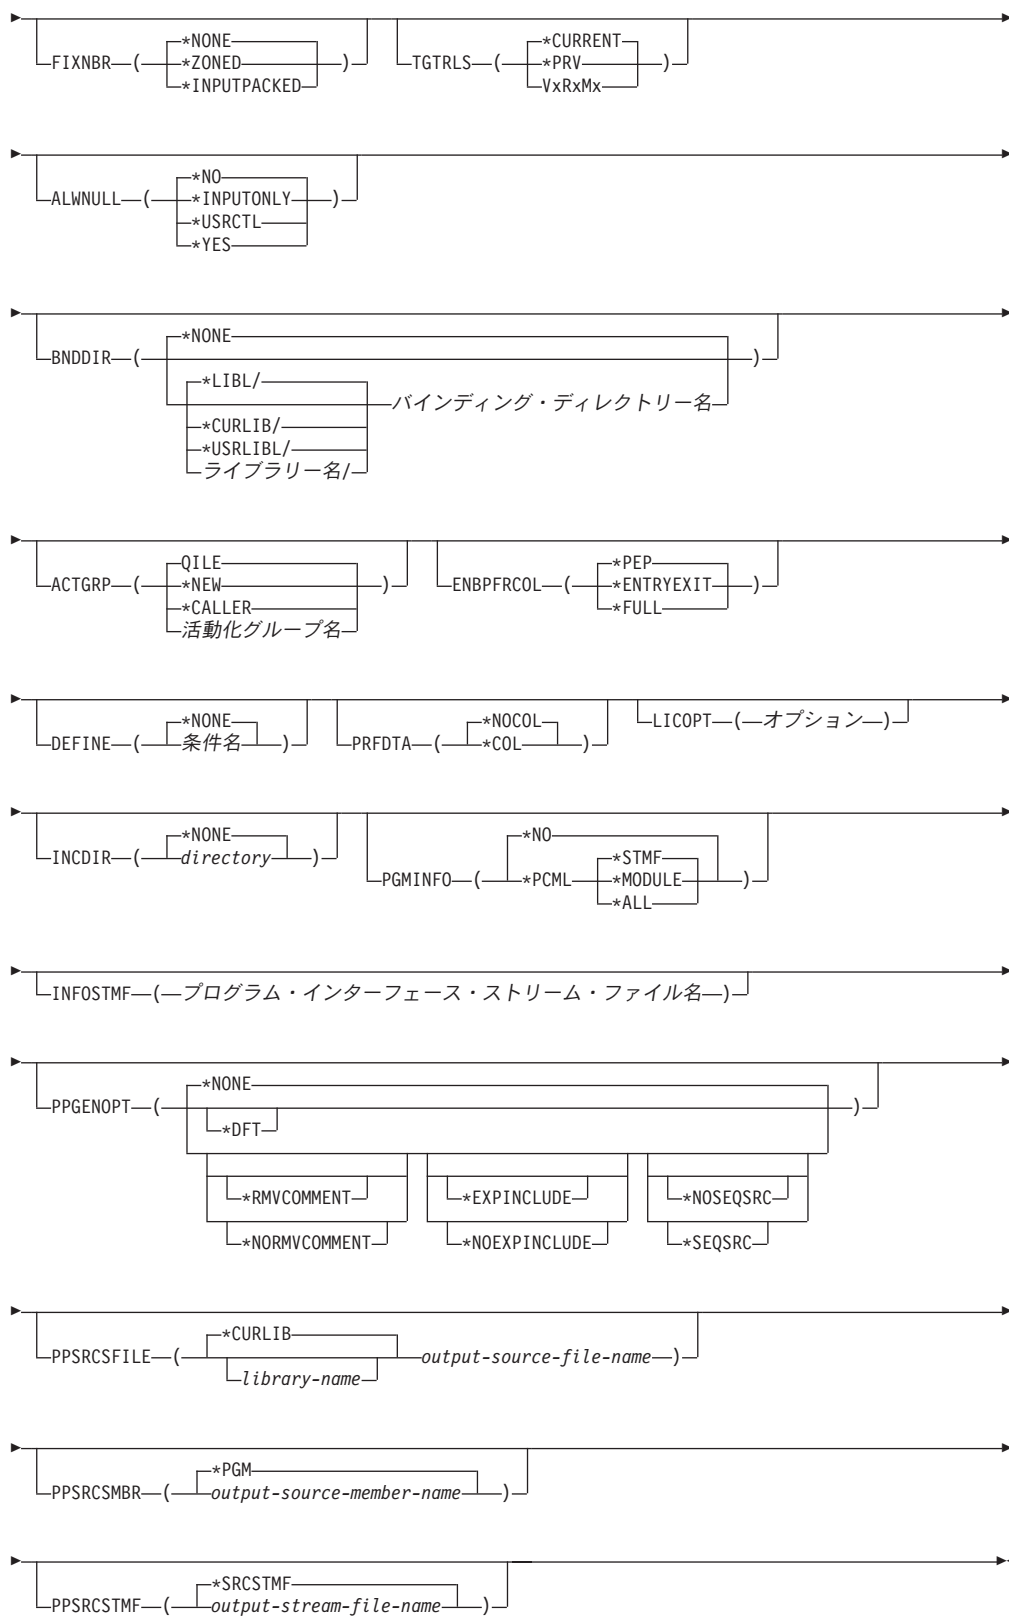 *NONE *CURRENT
FIXNBR ( *ZONED ) TGTRLS ( *PRV )
*INPUTPACKED VxRxMx
*NO
ALWNULL ( *INPUTONLY )
*USRCTL
*YES
*NONE
BNDDIR ( )
*LIBL/
バインディング・ディレクトリー名
*CURLIB/
*USRLIBL/
ライブラリー名/
QILE *PEP
ACTGRP ( *NEW ) ENBPFRCOL ( *ENTRYEXIT )
*CALLER *FULL
活動化グループ名
*NONE *NOCOL LICOPT ( オプション )
DEFINE ( 条件名 ) PRFDTA ( *COL )
*NONE *NO
INCDIR ( directory ) *STMF
PGMINFO ( *PCML *MODULE )
*ALL
INFOSTMF ( プログラム・インターフェース・ストリーム・ファイル名 )
*NONE
PPGENOPT ( )
*DFT
*RMVCOMMENT *EXPINCLUDE *NOSEQSRC
*NORMVCOMMENT *NOEXPINCLUDE *SEQSRC
*CURLIB
PPSRCSFILE ( output-source-file-name )
library-name
*PGM
PPSRCSMBR ( output-source-member-name )
*SRCSTMF
PPSRCSTMF ( output-stream-file-name )